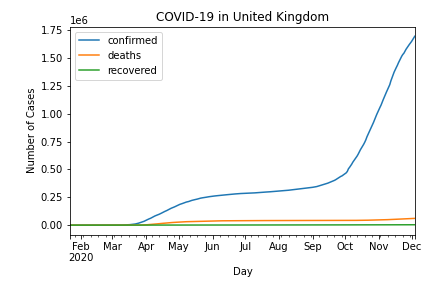 COVID-19 in United Kingdom
1e6
confirmed
deaths
recovered
1.75
1.50
1.25
1.00
0.75
0.50
0.25
0.00
Number of Cases
Feb Mar Apr May Jun Jul Aug Sep Oct Nov Dec
2020
Day